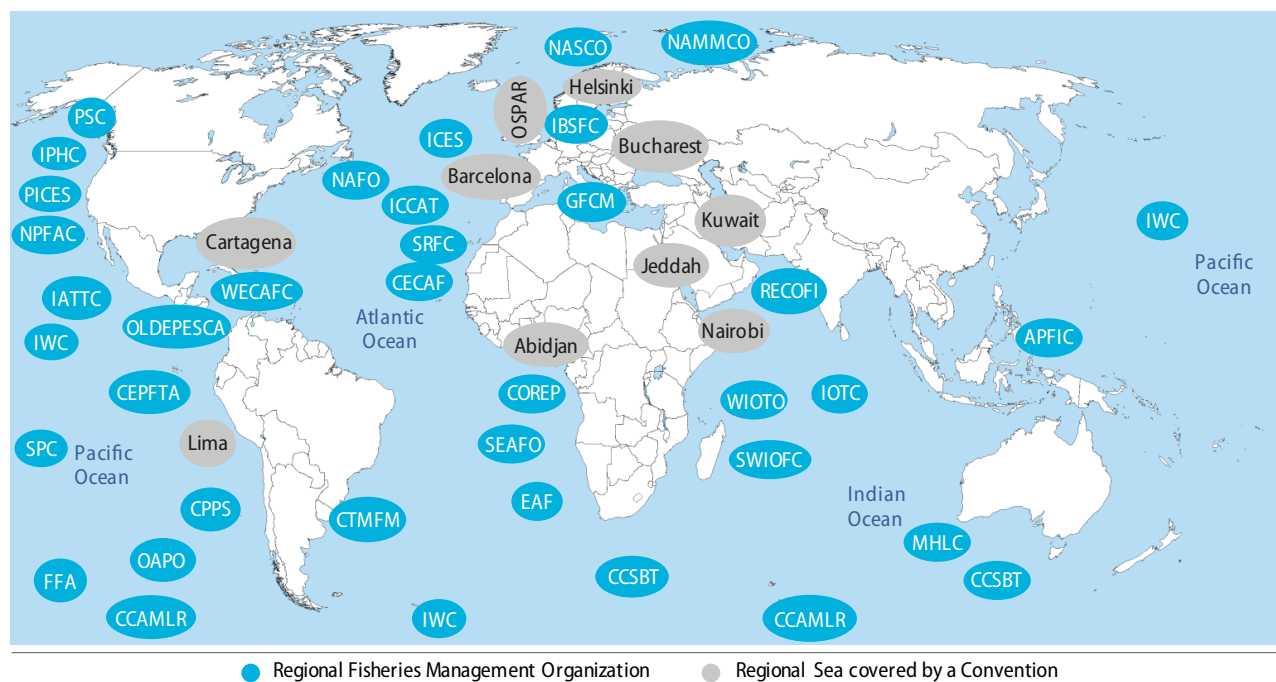 NASCO
NAMMCO
Helsinki
OSPAR
PSC
IBSFC
ICES
Bucharest
IPHC
Barcelona
NAFO
PICES
GFCM
ICCAT
Kuwait
IWC
NPFAC
Cartagena
SRFC
Jeddah
Pacific
Ocean
CECAF
WECAFC
RECOFI
IATTC
Atlantic
Ocean
OLDEPESCA
Nairobi
APFIC
IWC
Abidjan
CEPFTA
COREP
WIOTO
IOTC
Lima
SPC
Pacific
Ocean
SEAFO
SWIOFC
EAF
Indian
Ocean
CPPS
CTMFM
MHLC
OAPO
FFA
CCSBT
CCSBT
CCAMLR
IWC
CCAMLR
Regional Fisheries Management Organization
Regional Sea covered by a Convention